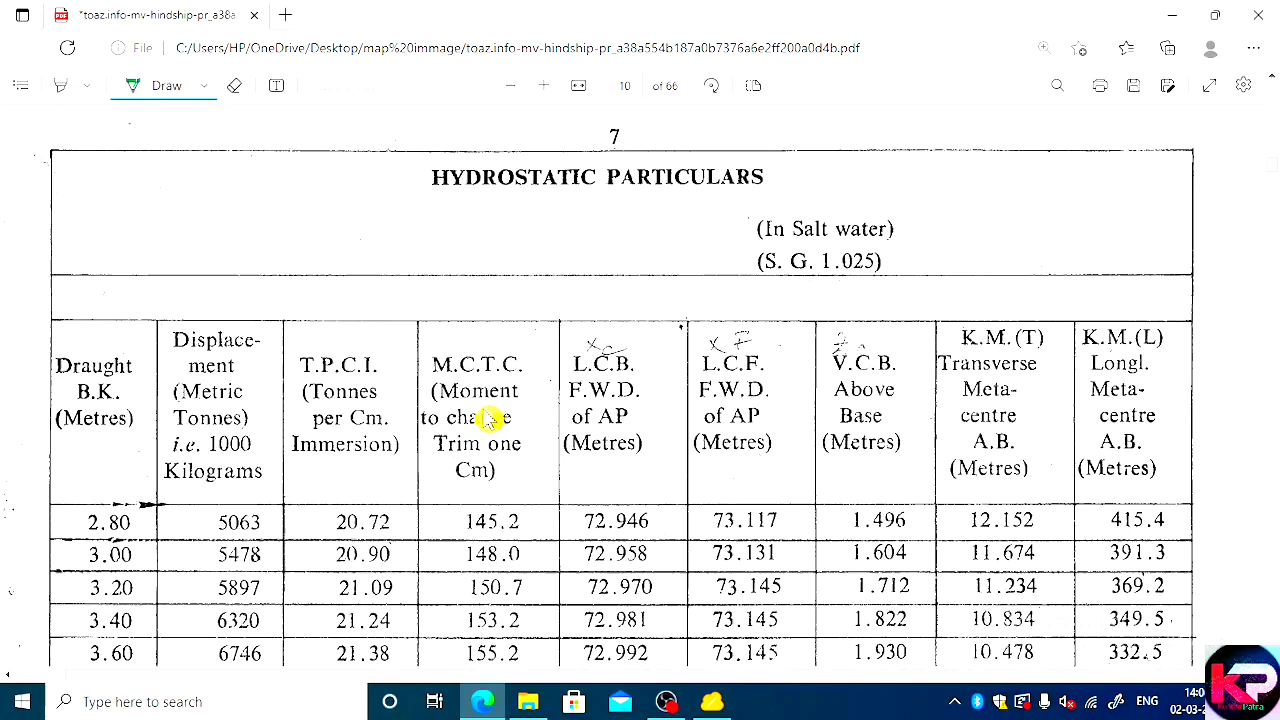 *toaz.info-mv-hindship-pr_a38a
File C:/Users/HP/OneDrive/Desktop/map%20immage/toaz.info-mv-hindship-pr_a38a554b187a0b7376a6e2ff200a0d4b.pdf
Draw 10 of 66
7
HYDROSTATIC PARTICULARS
(In Salt water)
(S. G. 1.025)
Draught
B.K.
(Metres)
Displace-
ment
(Metric
Tonnes)
i.e. 1000
Kilograms
T.P.C.I.
(Tonnes
per Cm.
Immersion)
M.C.T.C.
(Moment
to change
Trim one
Cm)
L.C.B.
F.W.D.
of AP
(Metres)
XF
L.C.F.
F.W.D.
of AP
(Metres)
V.C.B.
Above
Base
(Metres)
K.M.(T)
Transverse
Meta-
centre
A.B.
(Metres)
K.M.(L)
Longl.
Meta-
centre
A.B.
(Metres)
2.80 5063 20.72 145.2 72.946 73.117 1.496 12.152 415.4
3.00 5478 20.90 148.0 72.958 73.131 1.604 11.674 391.3
3.20 5897 21.09 150.7 72.970 73.145 1.712 11.234 369.2
3.40 6320 21.24 153.2 72.981 73.145 1.822 10.834 349.5
3.60 6746 21.38 155.2 72.992 73.145 1.930 10.478 332.5
Type here to search
ENG
14:0
02-03-2
KP
Patra